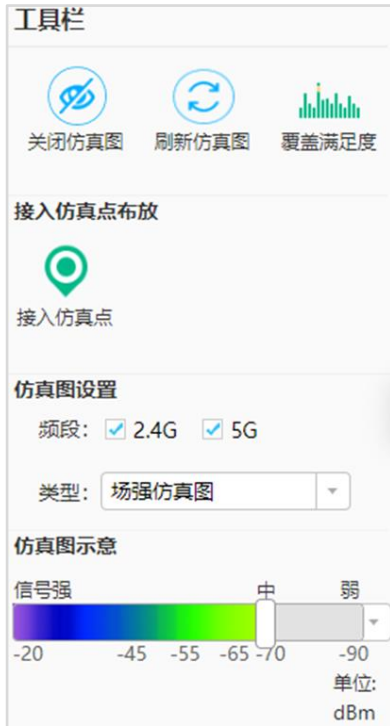 工具栏
关闭仿真图 刷新仿真图 覆盖满足度
接入仿真点布放
接入仿真点
仿真图设置
频段： 2.4G 5G
类型： 场强仿真图
仿真图示意
信号强 中 弱
-20 -45 -55 -65 -70 -90
单位:
dBm